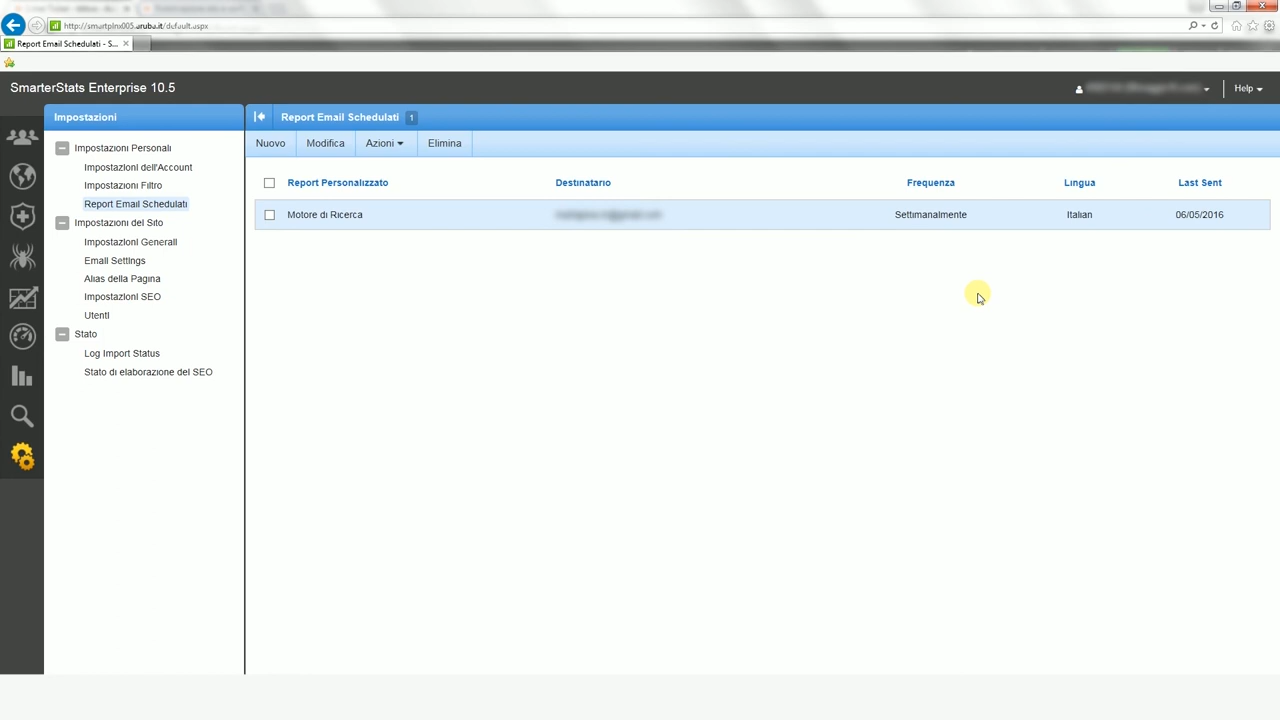 http://smartplnx005.aruba.it/default.aspx
Report Email Schedulati - S...
SmarterStats Enterprise 10.5
Help
Impostazioni
Report Email Schedulati 1
Nuovo Modifica Azioni Elimina
Impostazioni Personali
Impostazioni dell'Account
Impostazioni Filtro
Report Email Schedulati
Impostazioni del Sito
Impostazioni Generali
Email Settings
Alias della Pagina
Impostazioni SEO
Utenti
Stato
Log Import Status
Stato di elaborazione del SEO
Report Personalizzato Destinatario Frequenza Lingua Last Sent
Motore di Ricerca Settimanalmente Italian 06/05/2016